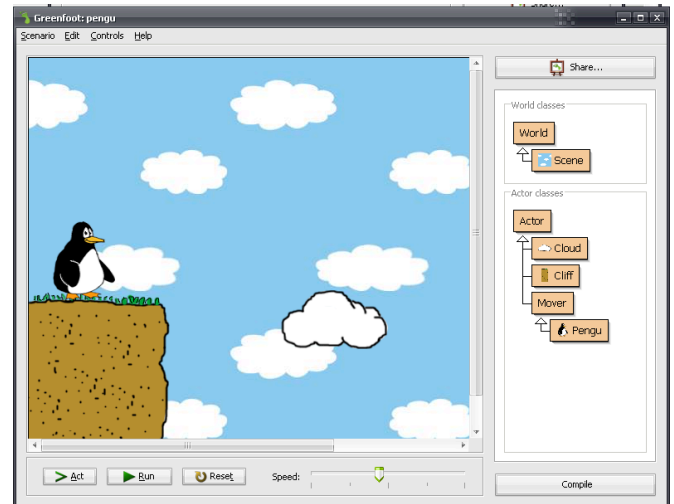 Greenfoot: pengu
Scenario Edit Controls Help
Share...
World classes
World
Scene
Actor classes
Actor
Cloud
Cliff
Mover
Pengu
> Act
Run
Reset
Speed:
Compile